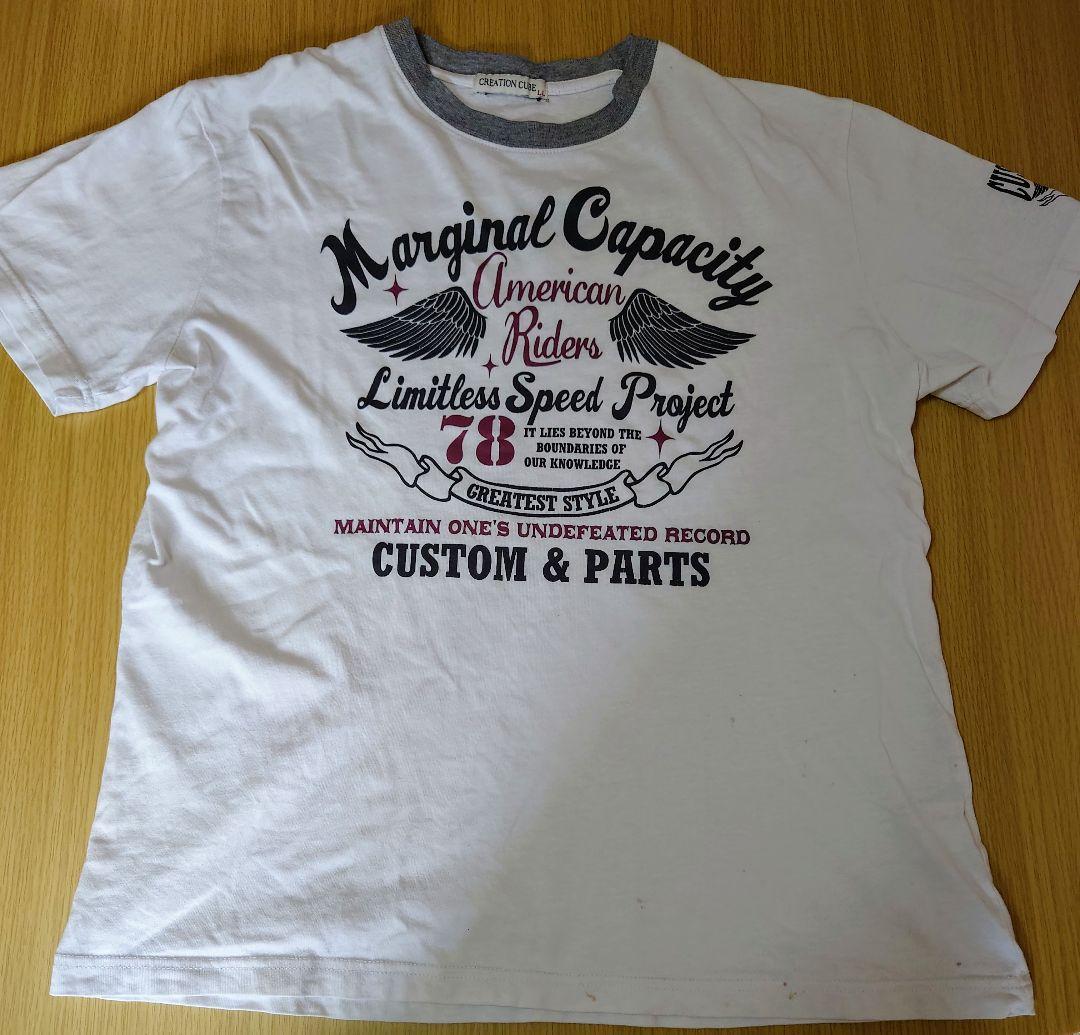 CREATION CUBE LL
Marginal Capacity
American
Riders
Limitless Speed Project
78
IT LIES BEYOND THE
BOUNDARIES OF
OUR KNOWLEDGE
GREATEST STYLE
MAINTAIN ONE'S UNDEFEATED RECORD
CUSTOM & PARTS